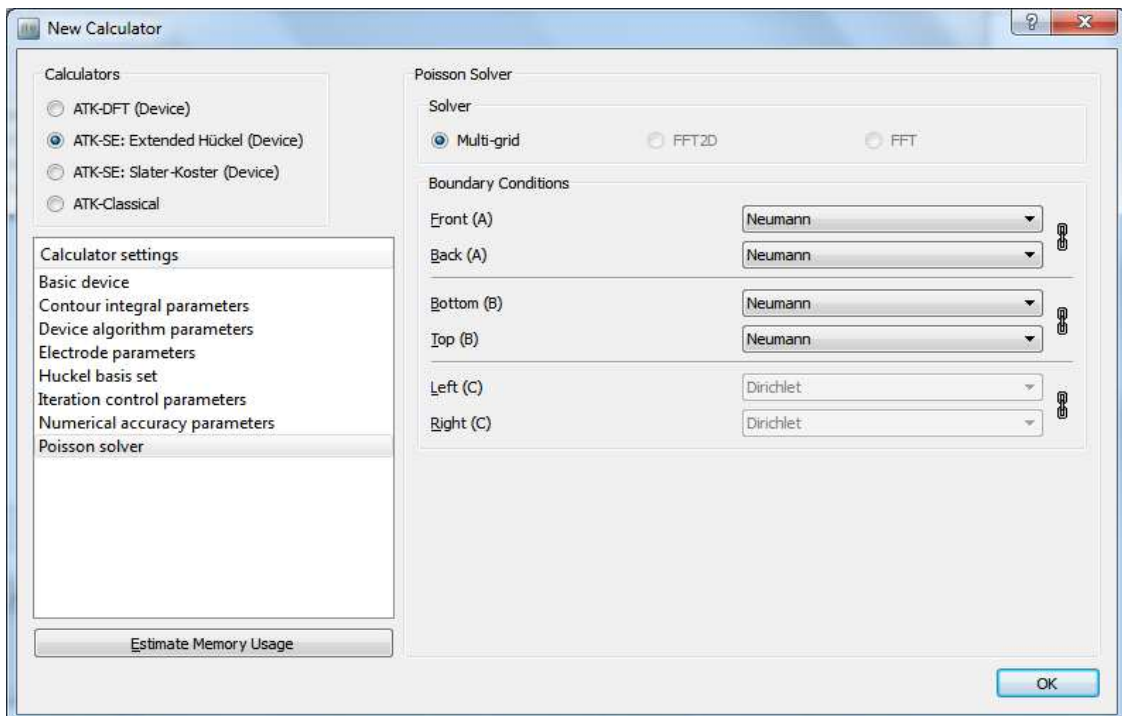 New Calculator
Calculators
ATK-DFT (Device)
ATK-SE: Extended Hückel (Device)
ATK-SE: Slater-Koster (Device)
ATK-Classical
Calculator settings
Basic device
Contour integral parameters
Device algorithm parameters
Electrode parameters
Huckel basis set
Iteration control parameters
Numerical accuracy parameters
Poisson solver
Estimate Memory Usage
Poisson Solver
Solver
Multi-grid FFT2D FFT
Boundary Conditions
Front (A) Neumann
Back (A) Neumann
Bottom (B) Neumann
Top (B) Neumann
Left (C) Dirichlet
Right (C) Dirichlet
OK